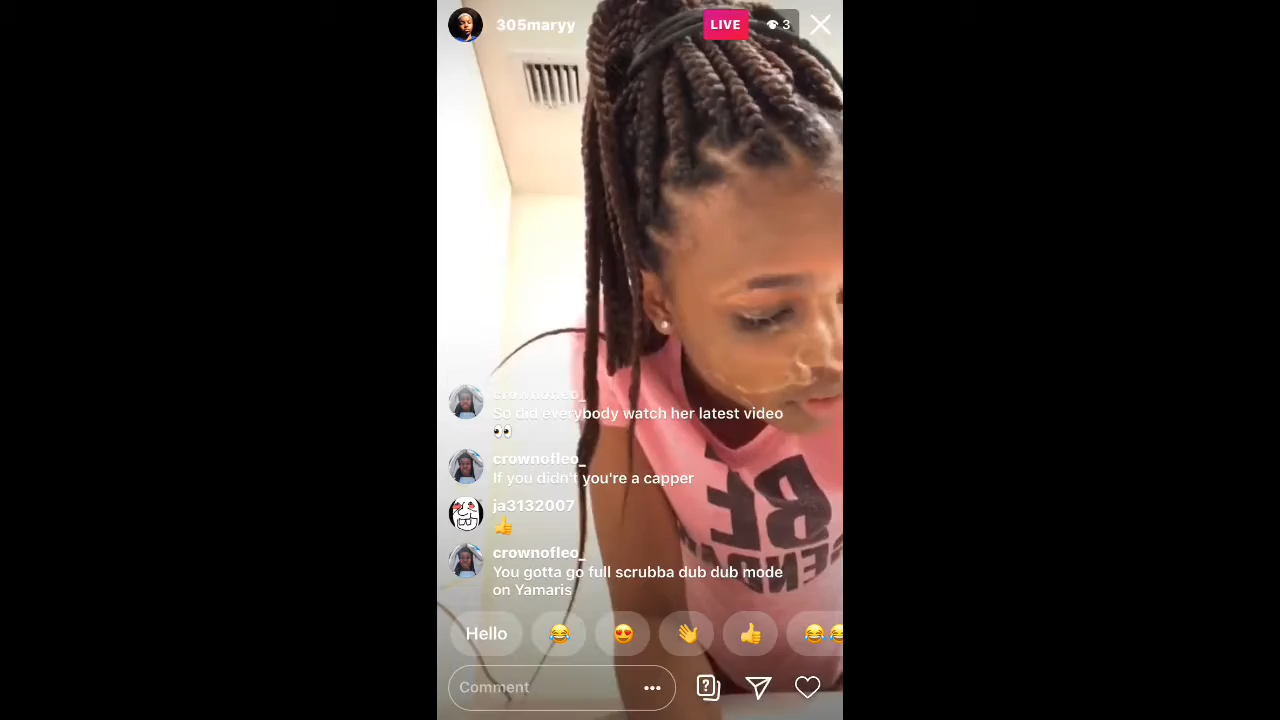 305maryy
LIVE
3
crownofleo_
So did everybody watch her latest video
👀
crownofleo_
If you didn't you're a capper
ja3132007
👍
crownofleo_
You gotta go full scrubba dub dub mode
on Yamaris
BE
Hello 😂 😍 👋 👍 😂 😂
Comment